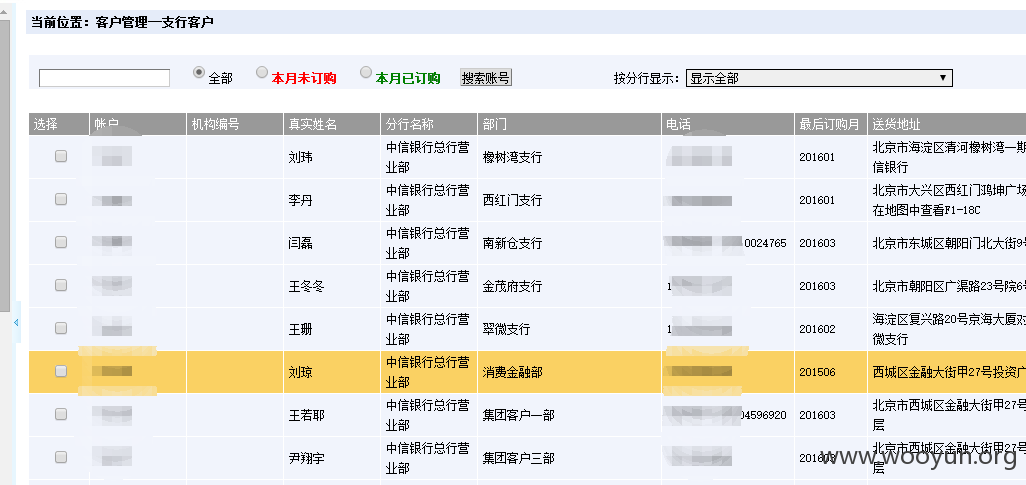 当前位置：客户管理—支行客户
全部 本月未订购 本月已订购 搜索账号 按分行显示： 显示全部
选择 帐户 机构编号 真实姓名 分行名称 部门 电话 最后订购月 送货地址
刘玮 中信银行总行营业部 橡树湾支行 201601 北京市海淀区清河橡树湾一期
信银行
李丹 中信银行总行营业部 西红门支行 201601 北京市大兴区西红门鸿坤广场
在地图中查看F1-18C
闫磊 中信银行总行营业部 南新仓支行 0024765 201603 北京市东城区朝阳门北大街9号
王冬冬 中信银行总行营业部 金茂府支行 1 201603 北京市朝阳区广渠路23号院6号
王珊 中信银行总行营业部 翠微支行 1 201602 海淀区复兴路20号京海大厦对
微支行
刘琼 中信银行总行营业部 消费金融部 201506 西城区金融大街甲27号投资广
王若耶 中信银行总行营业部 集团客户一部 04596920 201603 北京市西城区金融大街甲27号
层
尹翔宇 中信银行总行营业部 集团客户三部 201603 北京市西城区金融大街甲27号
层
www.wooyun.org